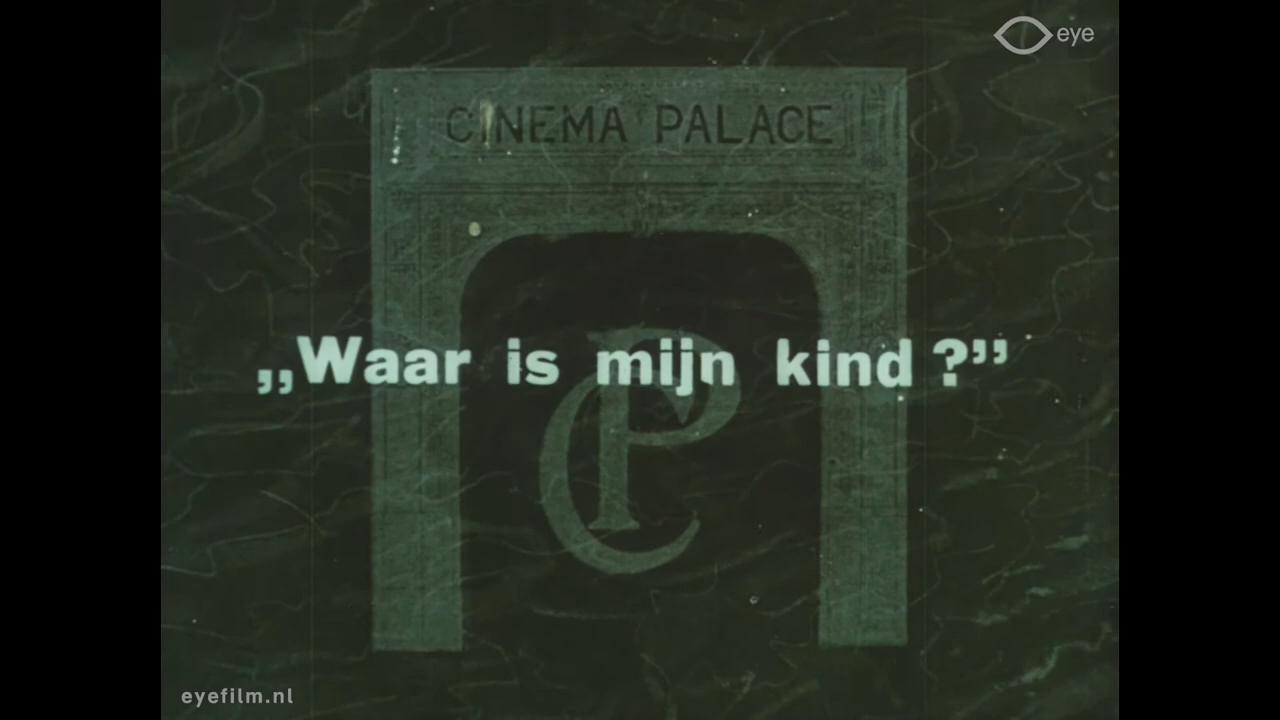 eye
CINEMA PALACE
„Waar is mijn kind ?”
CP
eyefilm.nl